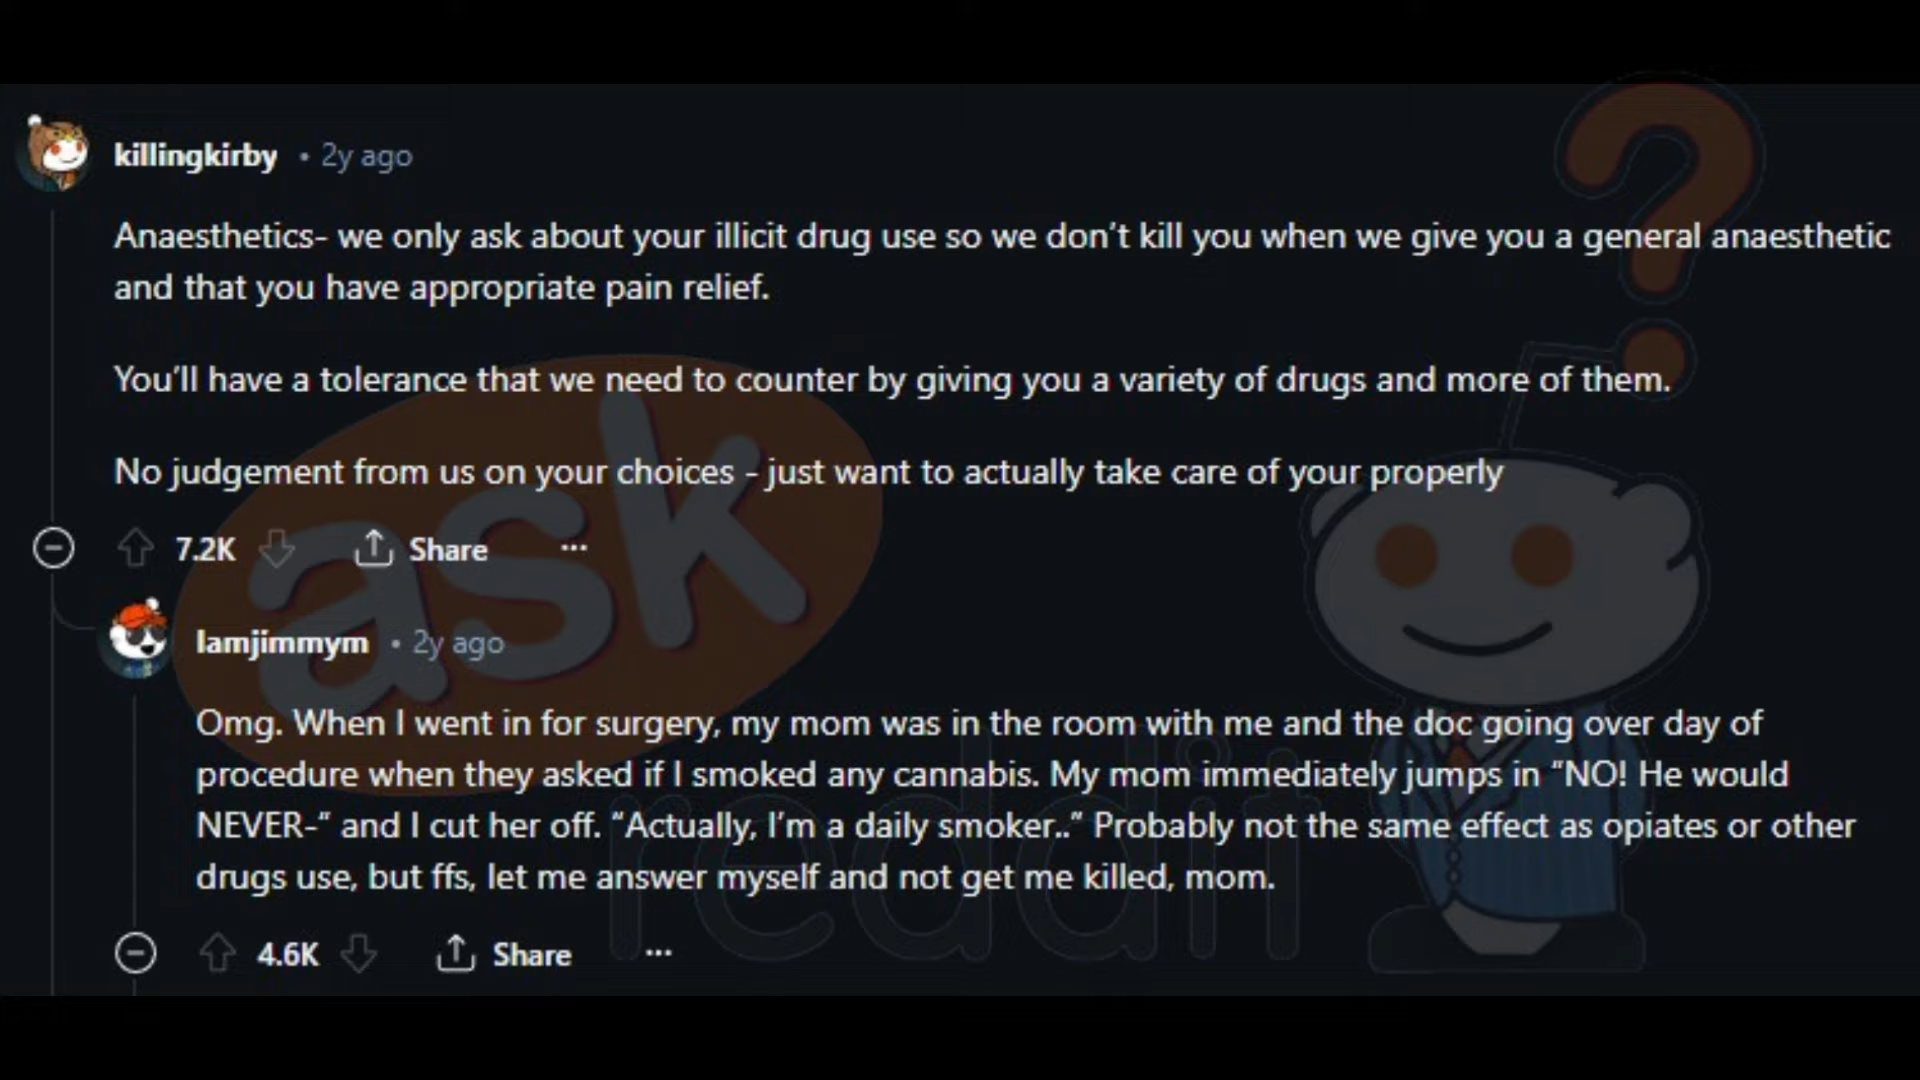 killingkirby • 2y ago
Anaesthetics- we only ask about your illicit drug use so we don’t kill you when we give you a general anaesthetic
and that you have appropriate pain relief.
You’ll have a tolerance that we need to counter by giving you a variety of drugs and more of them.
No judgement from us on your choices - just want to actually take care of your properly
7.2K Share ...
Iamjimmym • 2y ago
Omg. When I went in for surgery, my mom was in the room with me and the doc going over day of
procedure when they asked if I smoked any cannabis. My mom immediately jumps in “NO! He would
NEVER-“ and I cut her off. “Actually, I’m a daily smoker..” Probably not the same effect as opiates or other
drugs use, but ffs, let me answer myself and not get me killed, mom.
4.6K Share ...
ask
reddit
?